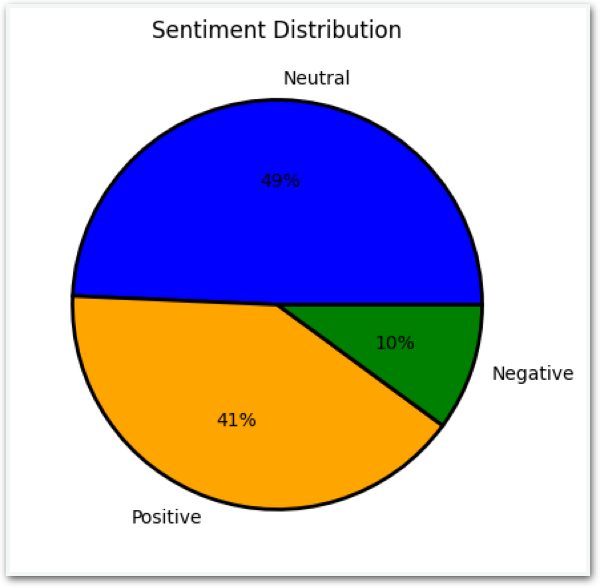 Sentiment Distribution
Neutral
49%
10%
Negative
41%
Positive